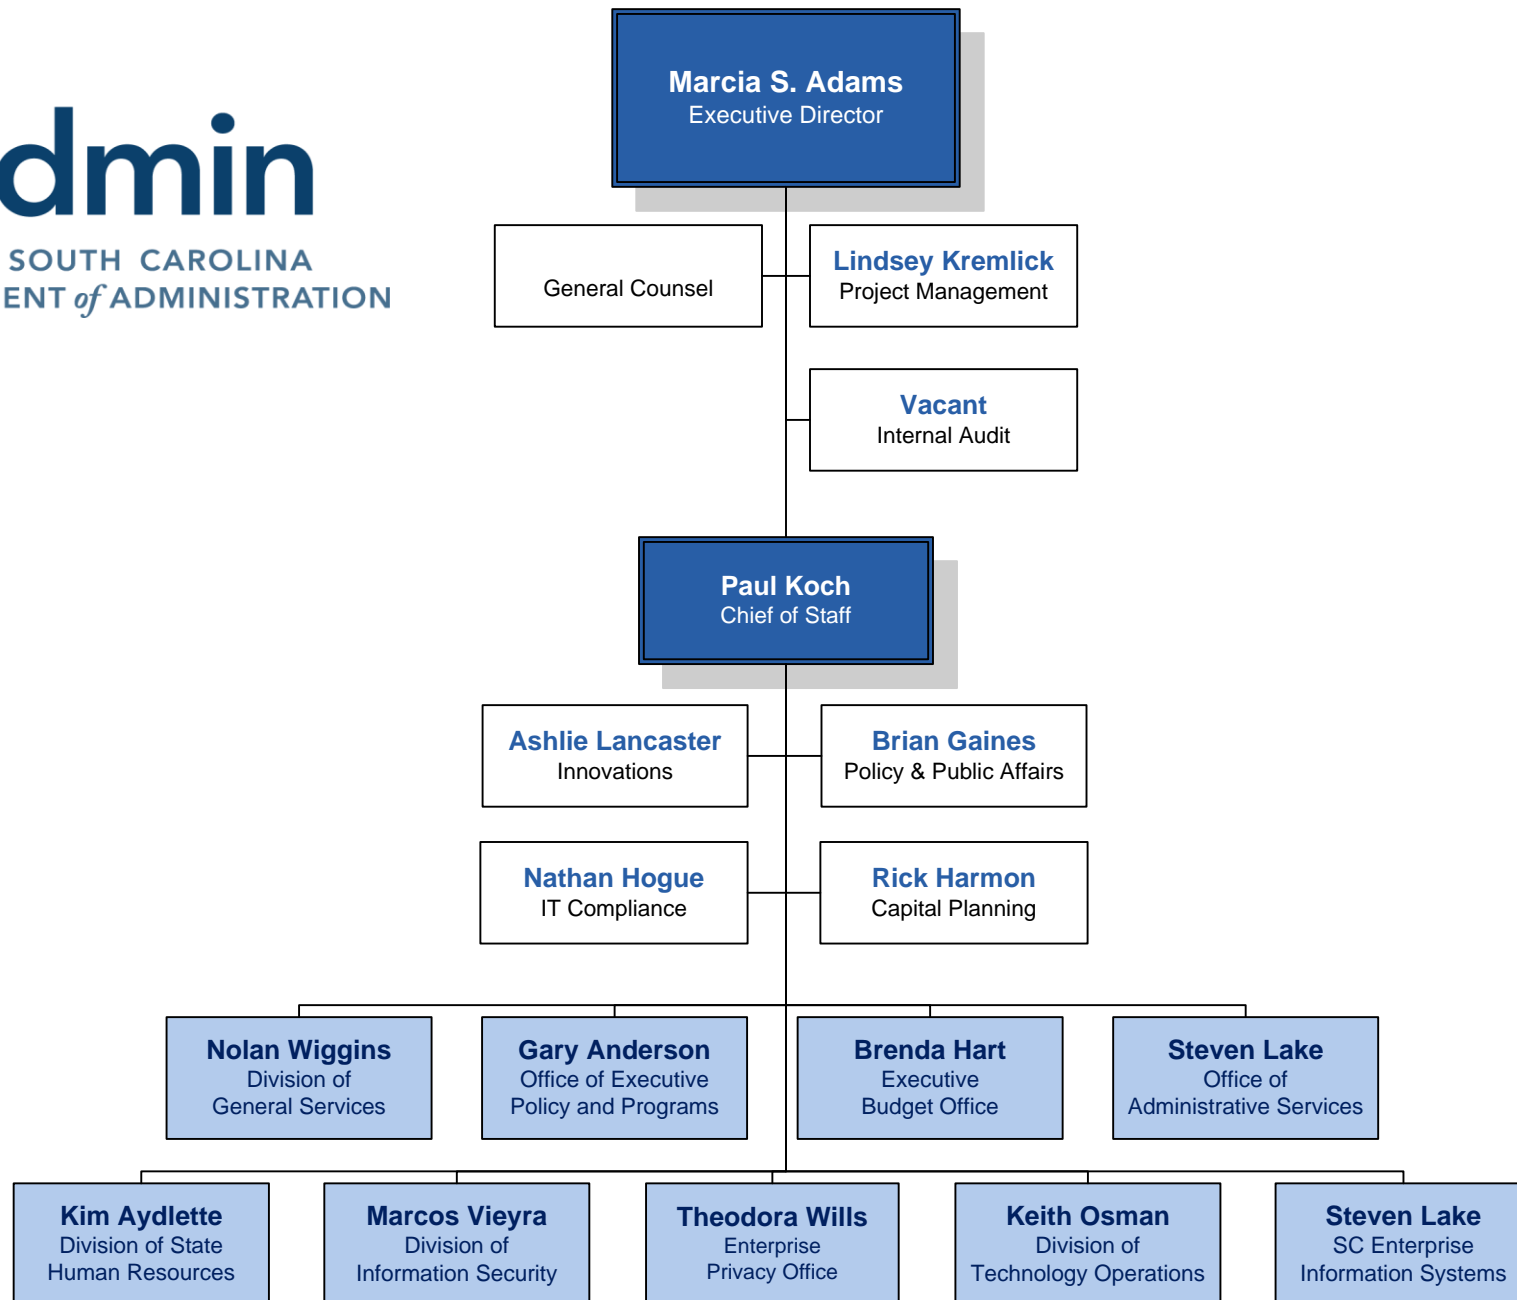 Marcia S. Adams
Executive Director
dmin
SOUTH CAROLINA
ENT of ADMINISTRATION
General Counsel
Lindsey Kremlick
Project Management
Vacant
Internal Audit
Paul Koch
Chief of Staff
Ashlie Lancaster
Innovations
Brian Gaines
Policy & Public Affairs
Nathan Hogue
IT Compliance
Rick Harmon
Capital Planning
Nolan Wiggins
Division of
General Services
Gary Anderson
Office of Executive
Policy and Programs
Brenda Hart
Executive
Budget Office
Steven Lake
Office of
Administrative Services
Kim Aydlette
Division of State
Human Resources
Marcos Vieyra
Division of
Information Security
Theodora Wills
Enterprise
Privacy Office
Keith Osman
Division of
Technology Operations
Steven Lake
SC Enterprise
Information Systems